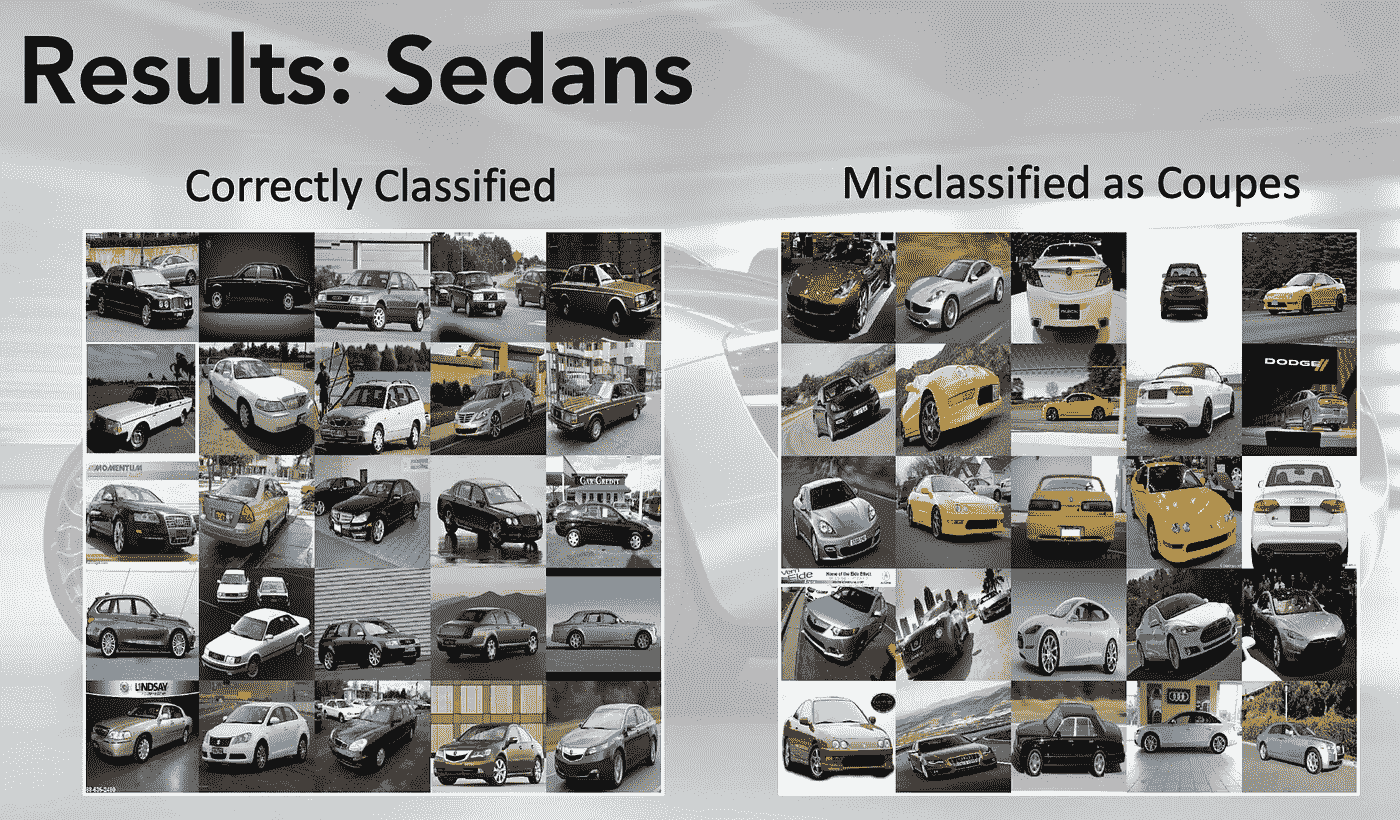 Results: Sedans
Correctly Classified
Misclassified as Coupes
DODGE
MOMENTUM
CAR CREDIT
Home of the Elde Effect
LINDSAY